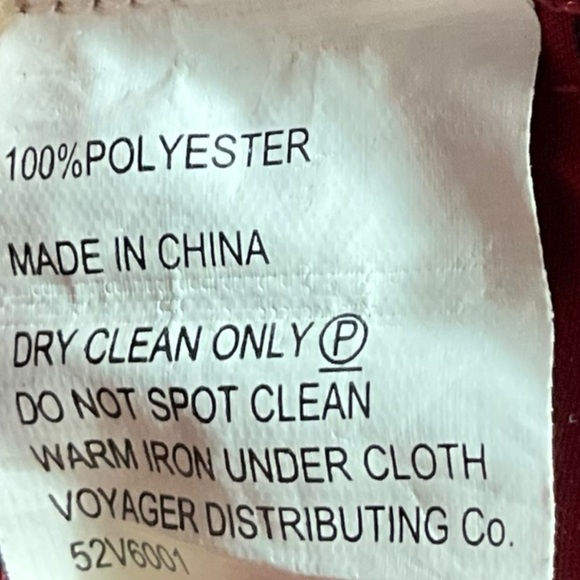 100%POLYESTER
MADE IN CHINA
DRY CLEAN ONLY Ⓟ
DO NOT SPOT CLEAN
WARM IRON UNDER CLOTH
VOYAGER DISTRIBUTING Co.
52V6001